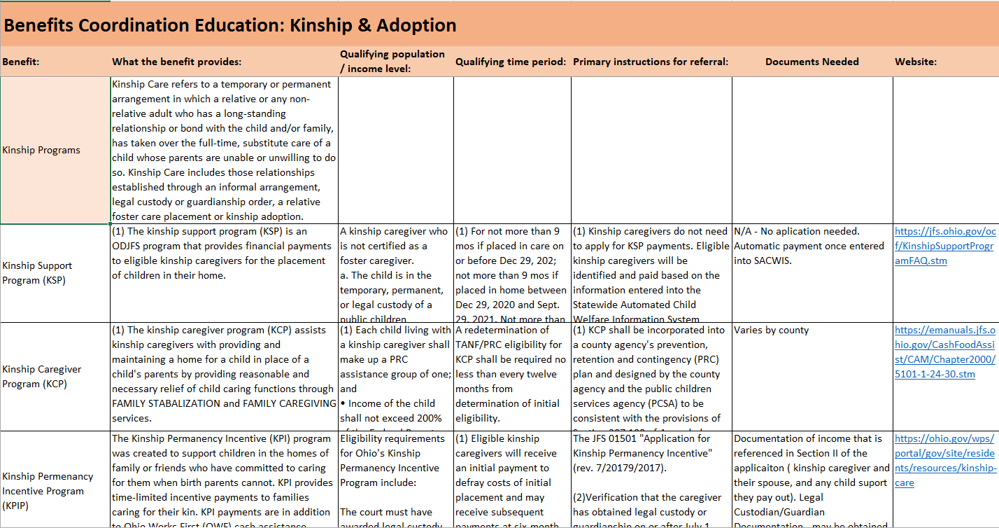 Benefits Coordination Education: Kinship & Adoption
Benefit:
What the benefit provides:
Qualifying population
/ income level:
Qualifying time period:
Primary instructions for referral:
Documents Needed
Website:
Kinship Programs
Kinship Care refers to a temporary or permanent
arrangement in which a relative or any non-
relative adult who has a long-standing
relationship or bond with the child and/or family,
has taken over the full-time, substitute care of a
child whose parents are unable or unwilling to do
so. Kinship Care includes those relationships
established through an informal arrangement,
legal custody or guardianship order, a relative
foster care placement or kinship adoption.
Kinship Support
Program (KSP)
(1) The kinship support program (KSP) is an
ODJFS program that provides financial payments
to eligible kinship caregivers for the placement
of children in their home.
A kinship caregiver who
is not certified as a
foster caregiver.
a. The child is in the
temporary, permanent,
or legal custody of a
public children
(1) For not more than 9
mos if placed in care on
or before Dec 29, 202;
not more than 9 mos if
placed in home between
Dec 29, 2020 and Sept.
29, 2021. Not more than
(1) Kinship caregivers do not need
to apply for KSP payments. Eligible
kinship caregivers will be
identified and paid based on the
information entered into the
Statewide Automated Child
Welfare Information System
N/A - No aplication needed.
Automatic payment once entered
into SACWIS.
https://jfs.ohio.gov/oc
f/KinshipSupportProgr
amFAQ.stm
Kinship Caregiver
Program (KCP)
(1) The kinship caregiver program (KCP) assists
kinship caregivers with providing and
maintaining a home for a child in place of a
child's parents by providing reasonable and
necessary relief of child caring functions through
FAMILY STABALIZATION and FAMILY CAREGIVING
services.
(1) Each child living with
a kinship caregiver shall
make up a PRC
assistance group of one;
and
• Income of the child
shall not exceed 200%
A redetermination of
TANF/PRC eligibility for
KCP shall be required no
less than every twelve
months from
determination of initial
eligibility.
(1) KCP shall be incorporated into
a county agency's prevention,
retention and contingency (PRC)
plan and designed by the county
agency and the public children
services agency (PCSA) to be
consistent with the provisions of
Varies by county
https://emanuals.jfs.o
hio.gov/CashFoodAssi
st/CAM/Chapter2000/
5101-1-24-30.stm
Kinship Permenancy
Incentive Program
(KPIP)
The Kinship Permanency Incentive (KPI) program
was created to support children in the homes of
family or friends who have committed to caring
for them when birth parents cannot. KPI provides
time-limited incentive payments to families
caring for their kin. KPI payments are in addition
to Ohio Works First (OWF) cash assistance
Eligibility requirements
for Ohio's Kinship
Permanency Incentive
Program include:
The court must have
awarded legal custody
(1) Eligible kinship
caregivers will receive
an initial payment to
defray costs of initial
placement and may
receive subsequent
payments at six-month
The JFS 01501 "Application for
Kinship Permanency Incentive"
(rev. 7/20179/2017).
(2)Verification that the caregiver
has obtained legal custody or
guardianship on or after July 1
Documentation of income that is
referenced in Section II of the
applicaiton ( kinship caregiver and
their spouse, and any child suport
they pay out). Legal
Custodian/Guardian
Documentation - may be obtained
https://ohio.gov/wps/
portal/gov/site/reside
nts/resources/kinship-
care